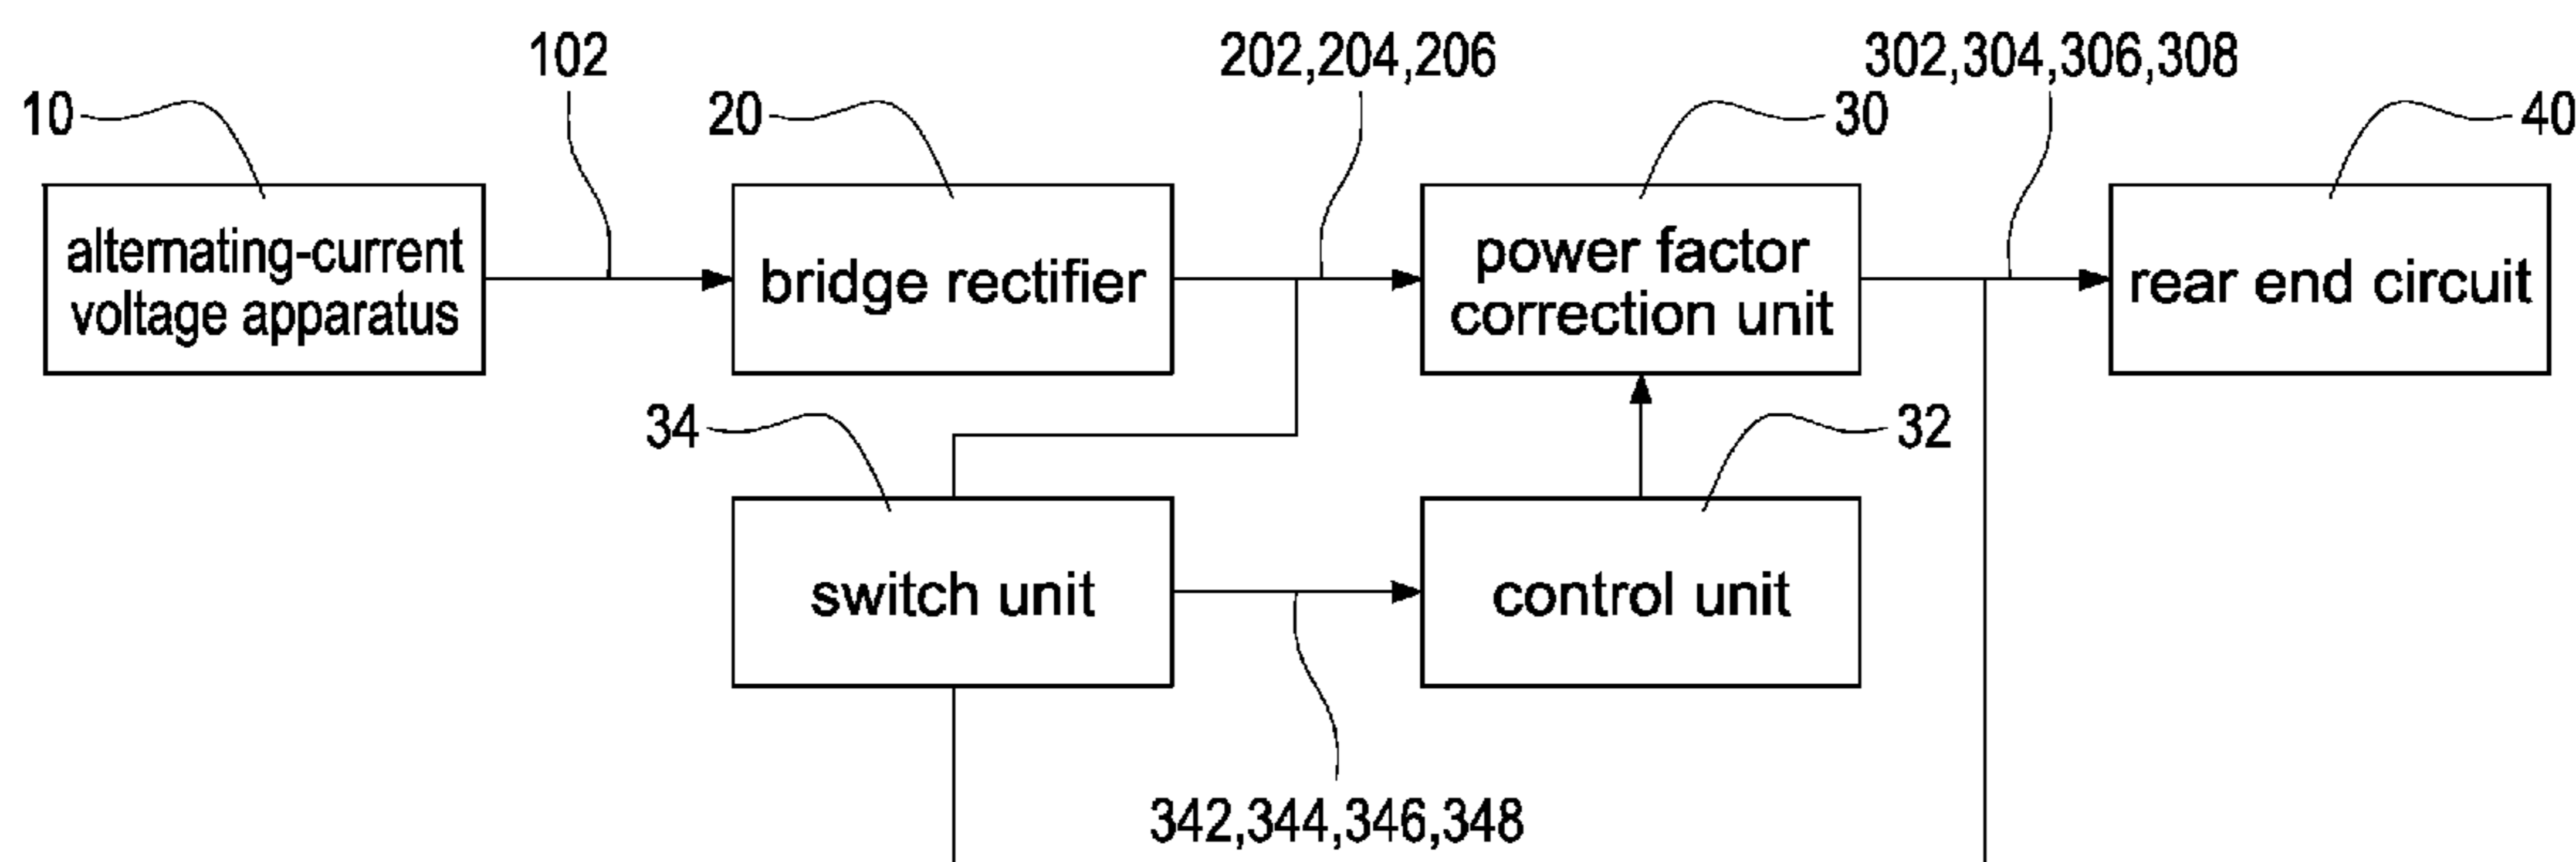 102
202,204,206
302,304,306,308
10
20
30
40
alternating-current
voltage apparatus
bridge rectifier
power factor
correction unit
rear end circuit
34
32
switch unit
control unit
342,344,346,348